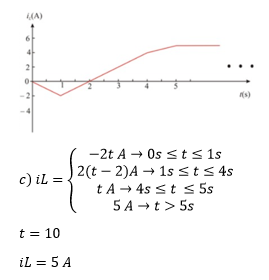 i,(A)
6
4
2
0
1
2
3
4
5
t(s)
−2
−4
c) iL = { −2t A → 0s ≤ t ≤ 1s
2(t − 2)A → 1s ≤ t ≤ 4s
t A → 4s ≤ t ≤ 5s
5 A → t > 5s
t = 10
iL = 5 A